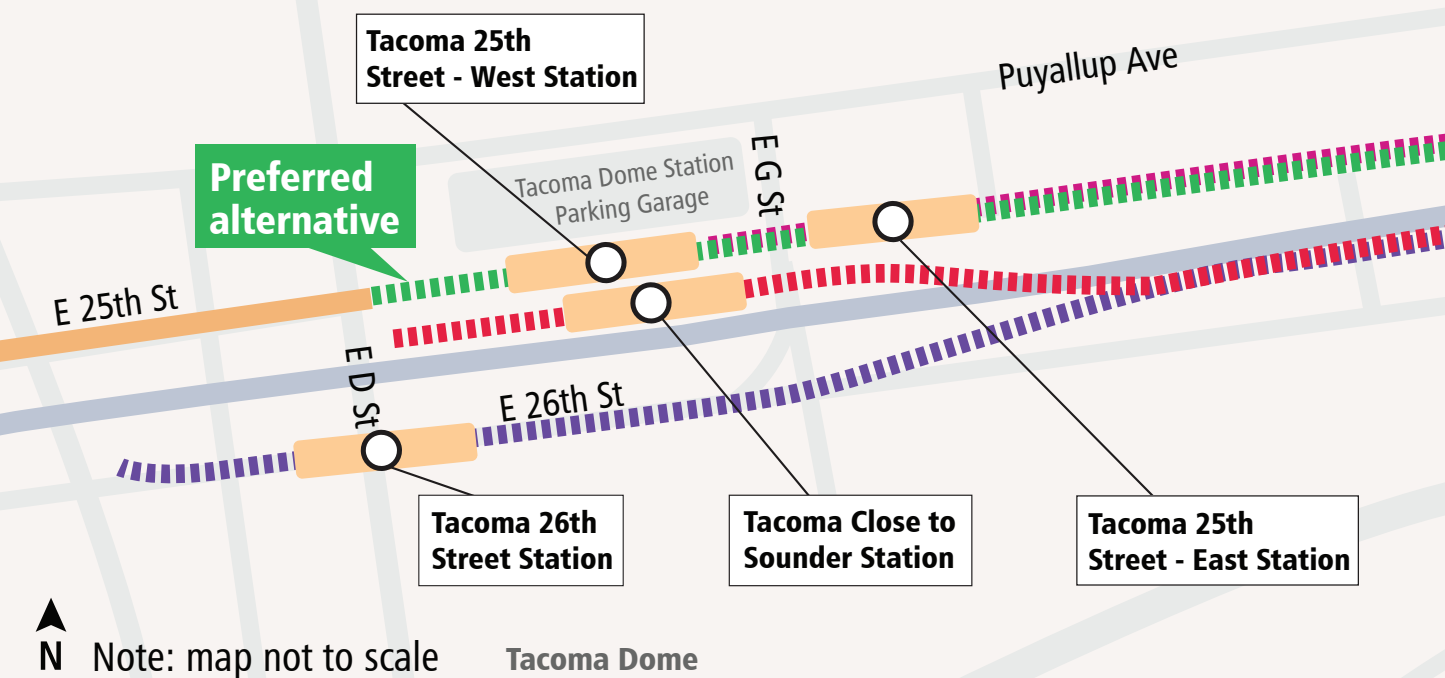 Tacoma 25th
Street - West Station
Puyallup Ave
Preferred
alternative
Tacoma Dome Station
Parking Garage
E G St
E 25th St
E D St
E 26th St
Tacoma 26th
Street Station
Tacoma Close to
Sounder Station
Tacoma 25th
Street - East Station
N
Note: map not to scale
Tacoma Dome